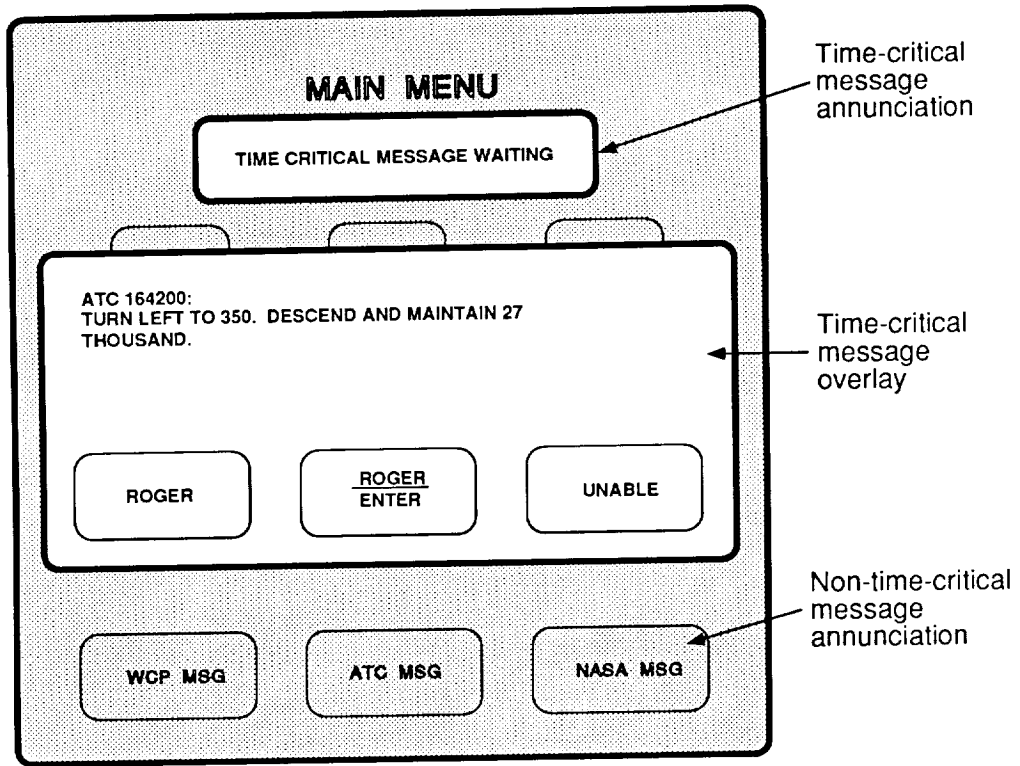 MAIN MENU
Time-critical
message
annunciation
TIME CRITICAL MESSAGE WAITING
ATC 164200:
TURN LEFT TO 350. DESCEND AND MAINTAIN 27
THOUSAND.
Time-critical
message
overlay
ROGER
ROGER
ENTER
UNABLE
Non-time-critical
message
annunciation
WCP MSG
ATC MSG
NASA MSG